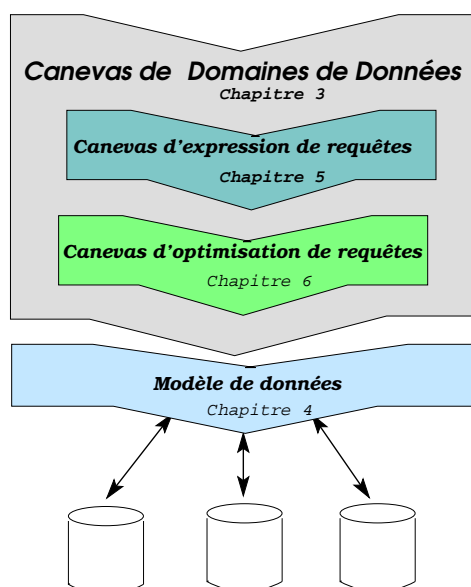 Canevas de Domaines de Données
Chapitre 3
Canevas d'expression de requêtes
Chapitre 5
Canevas d'optimisation de requêtes
Chapitre 6
Modèle de données
Chapitre 4